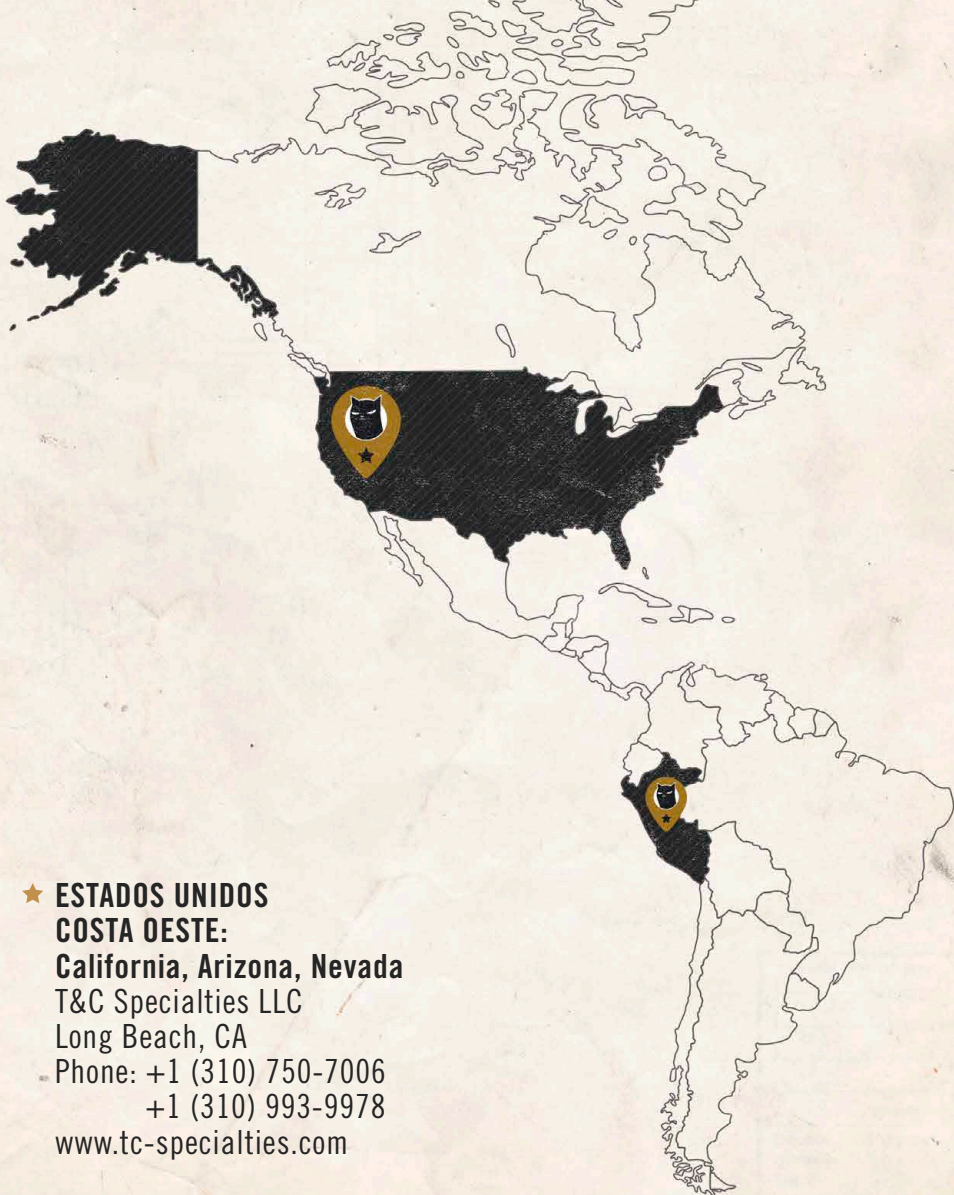 ESTADOS UNIDOS
COSTA OESTE:
California, Arizona, Nevada
T&C Specialties LLC
Long Beach, CA
Phone: +1 (310) 750-7006
+1 (310) 993-9978
www.tc-specialties.com